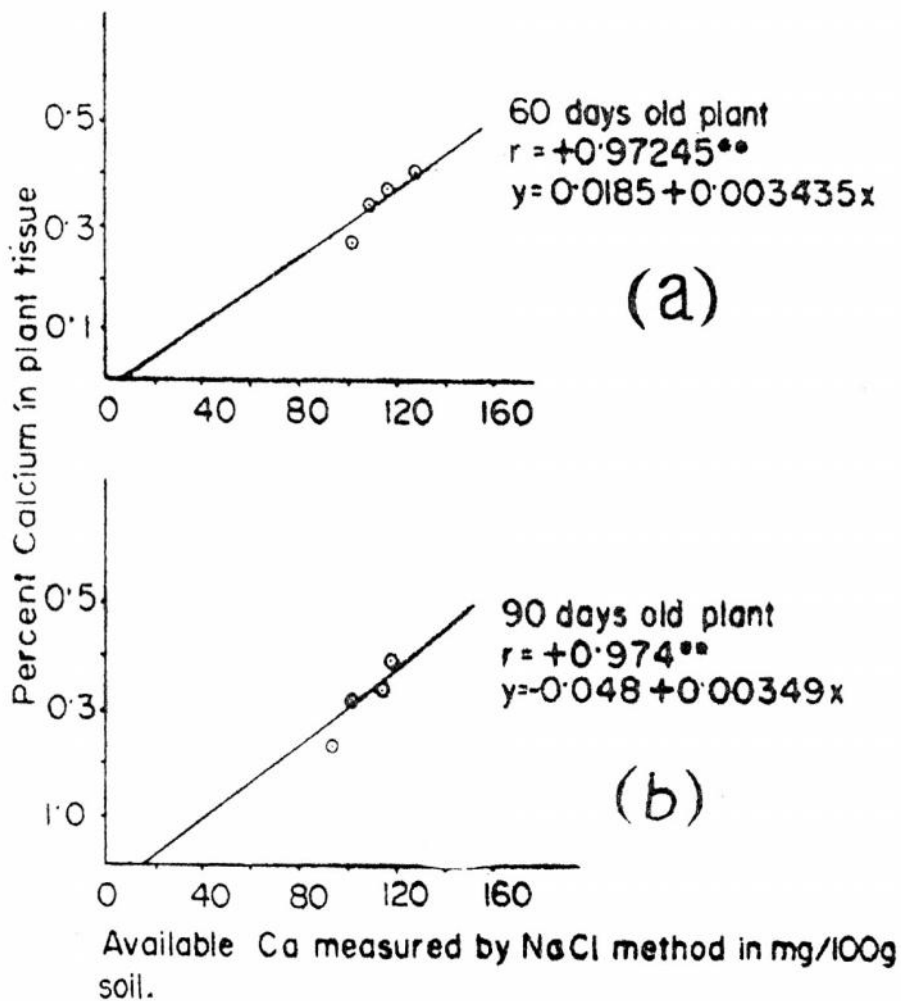 Percent Calcium in plant tissue
0·5
0·3
0·1
0 40 80 120 160
60 days old plant
r = +0·97245**
y= 0·0185+0·003435x
(a)
0·5
0·3
1·0
0 40 80 120 160
90 days old plant
r = +0·974**
y=-0·048 +0·00349x
(b)
Available Ca measured by NaCl method in mg/100g
soil.